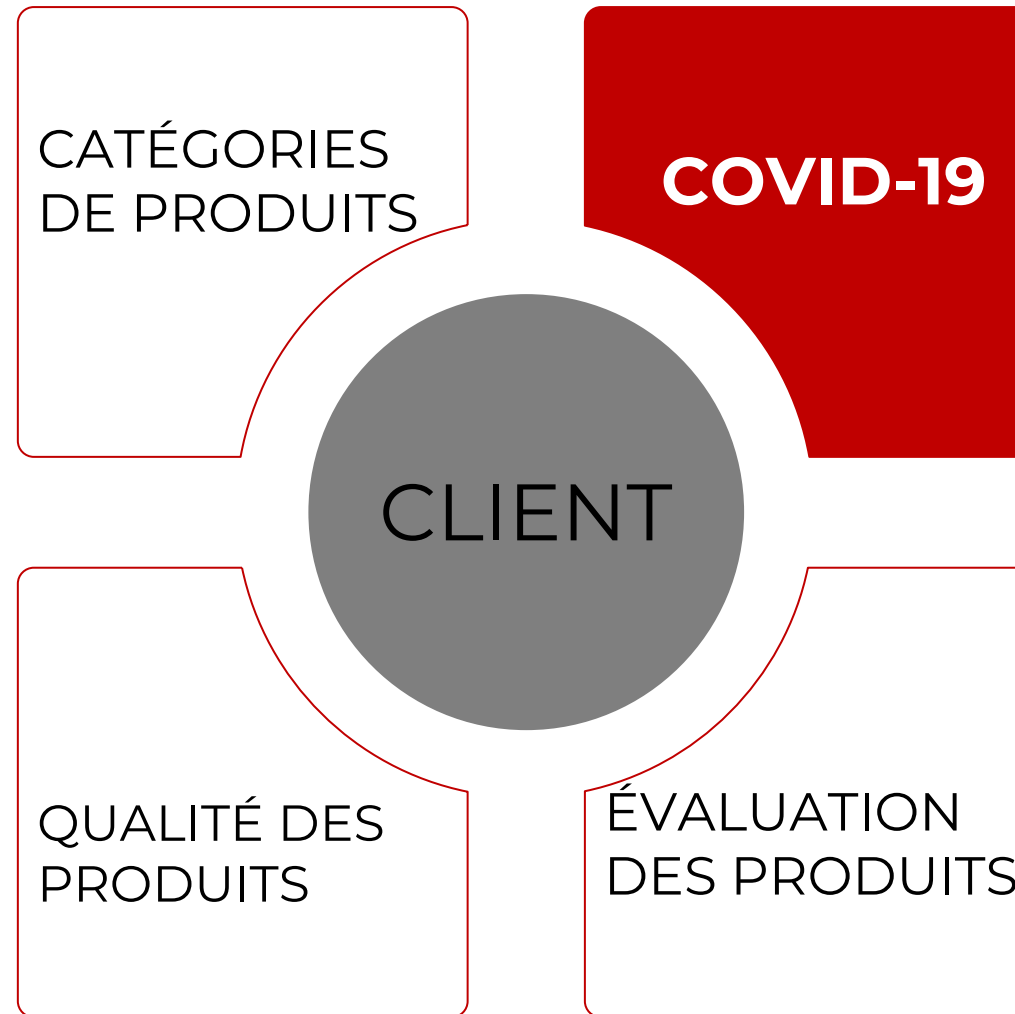 CATÉGORIES
DE PRODUITS
COVID-19
CLIENT
QUALITÉ DES
PRODUITS
ÉVALUATION
DES PRODUITS